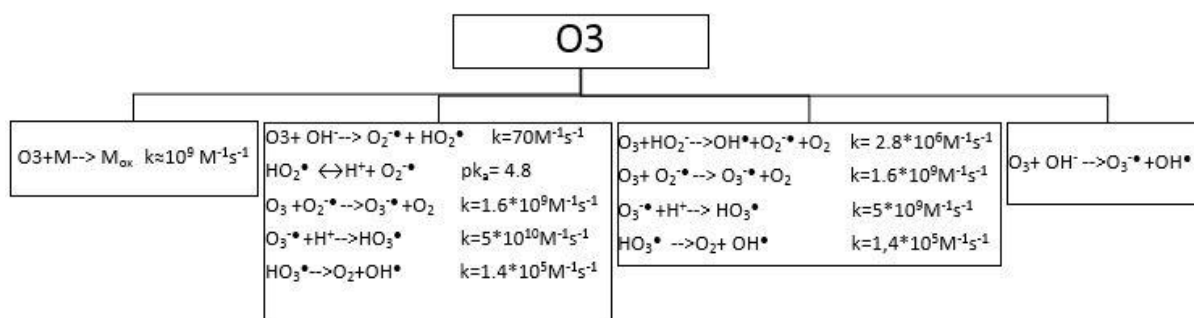 O3
O3+M--> Mₒₓ k≈10⁹ M⁻¹s⁻¹
O3+ OH⁻--> O₂⁻• + HO₂• k=70M⁻¹s⁻¹
HO₂• ↔H⁺+ O₂⁻• pkₐ= 4.8
O₃ +O₂⁻•-->O₃⁻• +O₂ k=1.6*10⁹M⁻¹s⁻¹
O₃⁻•+H⁺->HO₃• k=5*10¹⁰M⁻¹s⁻¹
HO₃•-->O₂+OH• k=1.4*10⁵M⁻¹s⁻¹
O₃+HO₂⁻->OH•+O₂⁻• +O₂ k= 2.8*10⁶M⁻¹s⁻¹
O₃+ O₂⁻•--> O₃⁻• +O₂ k=1.6*10⁹M⁻¹s⁻¹
O₃⁻• +H⁺--> HO₃• k=5*10⁹M⁻¹s⁻¹
HO₃• -->O₂+ OH• k=1,4*10⁵M⁻¹s⁻¹
O₃+ OH⁻ -->O₃⁻•+OH•